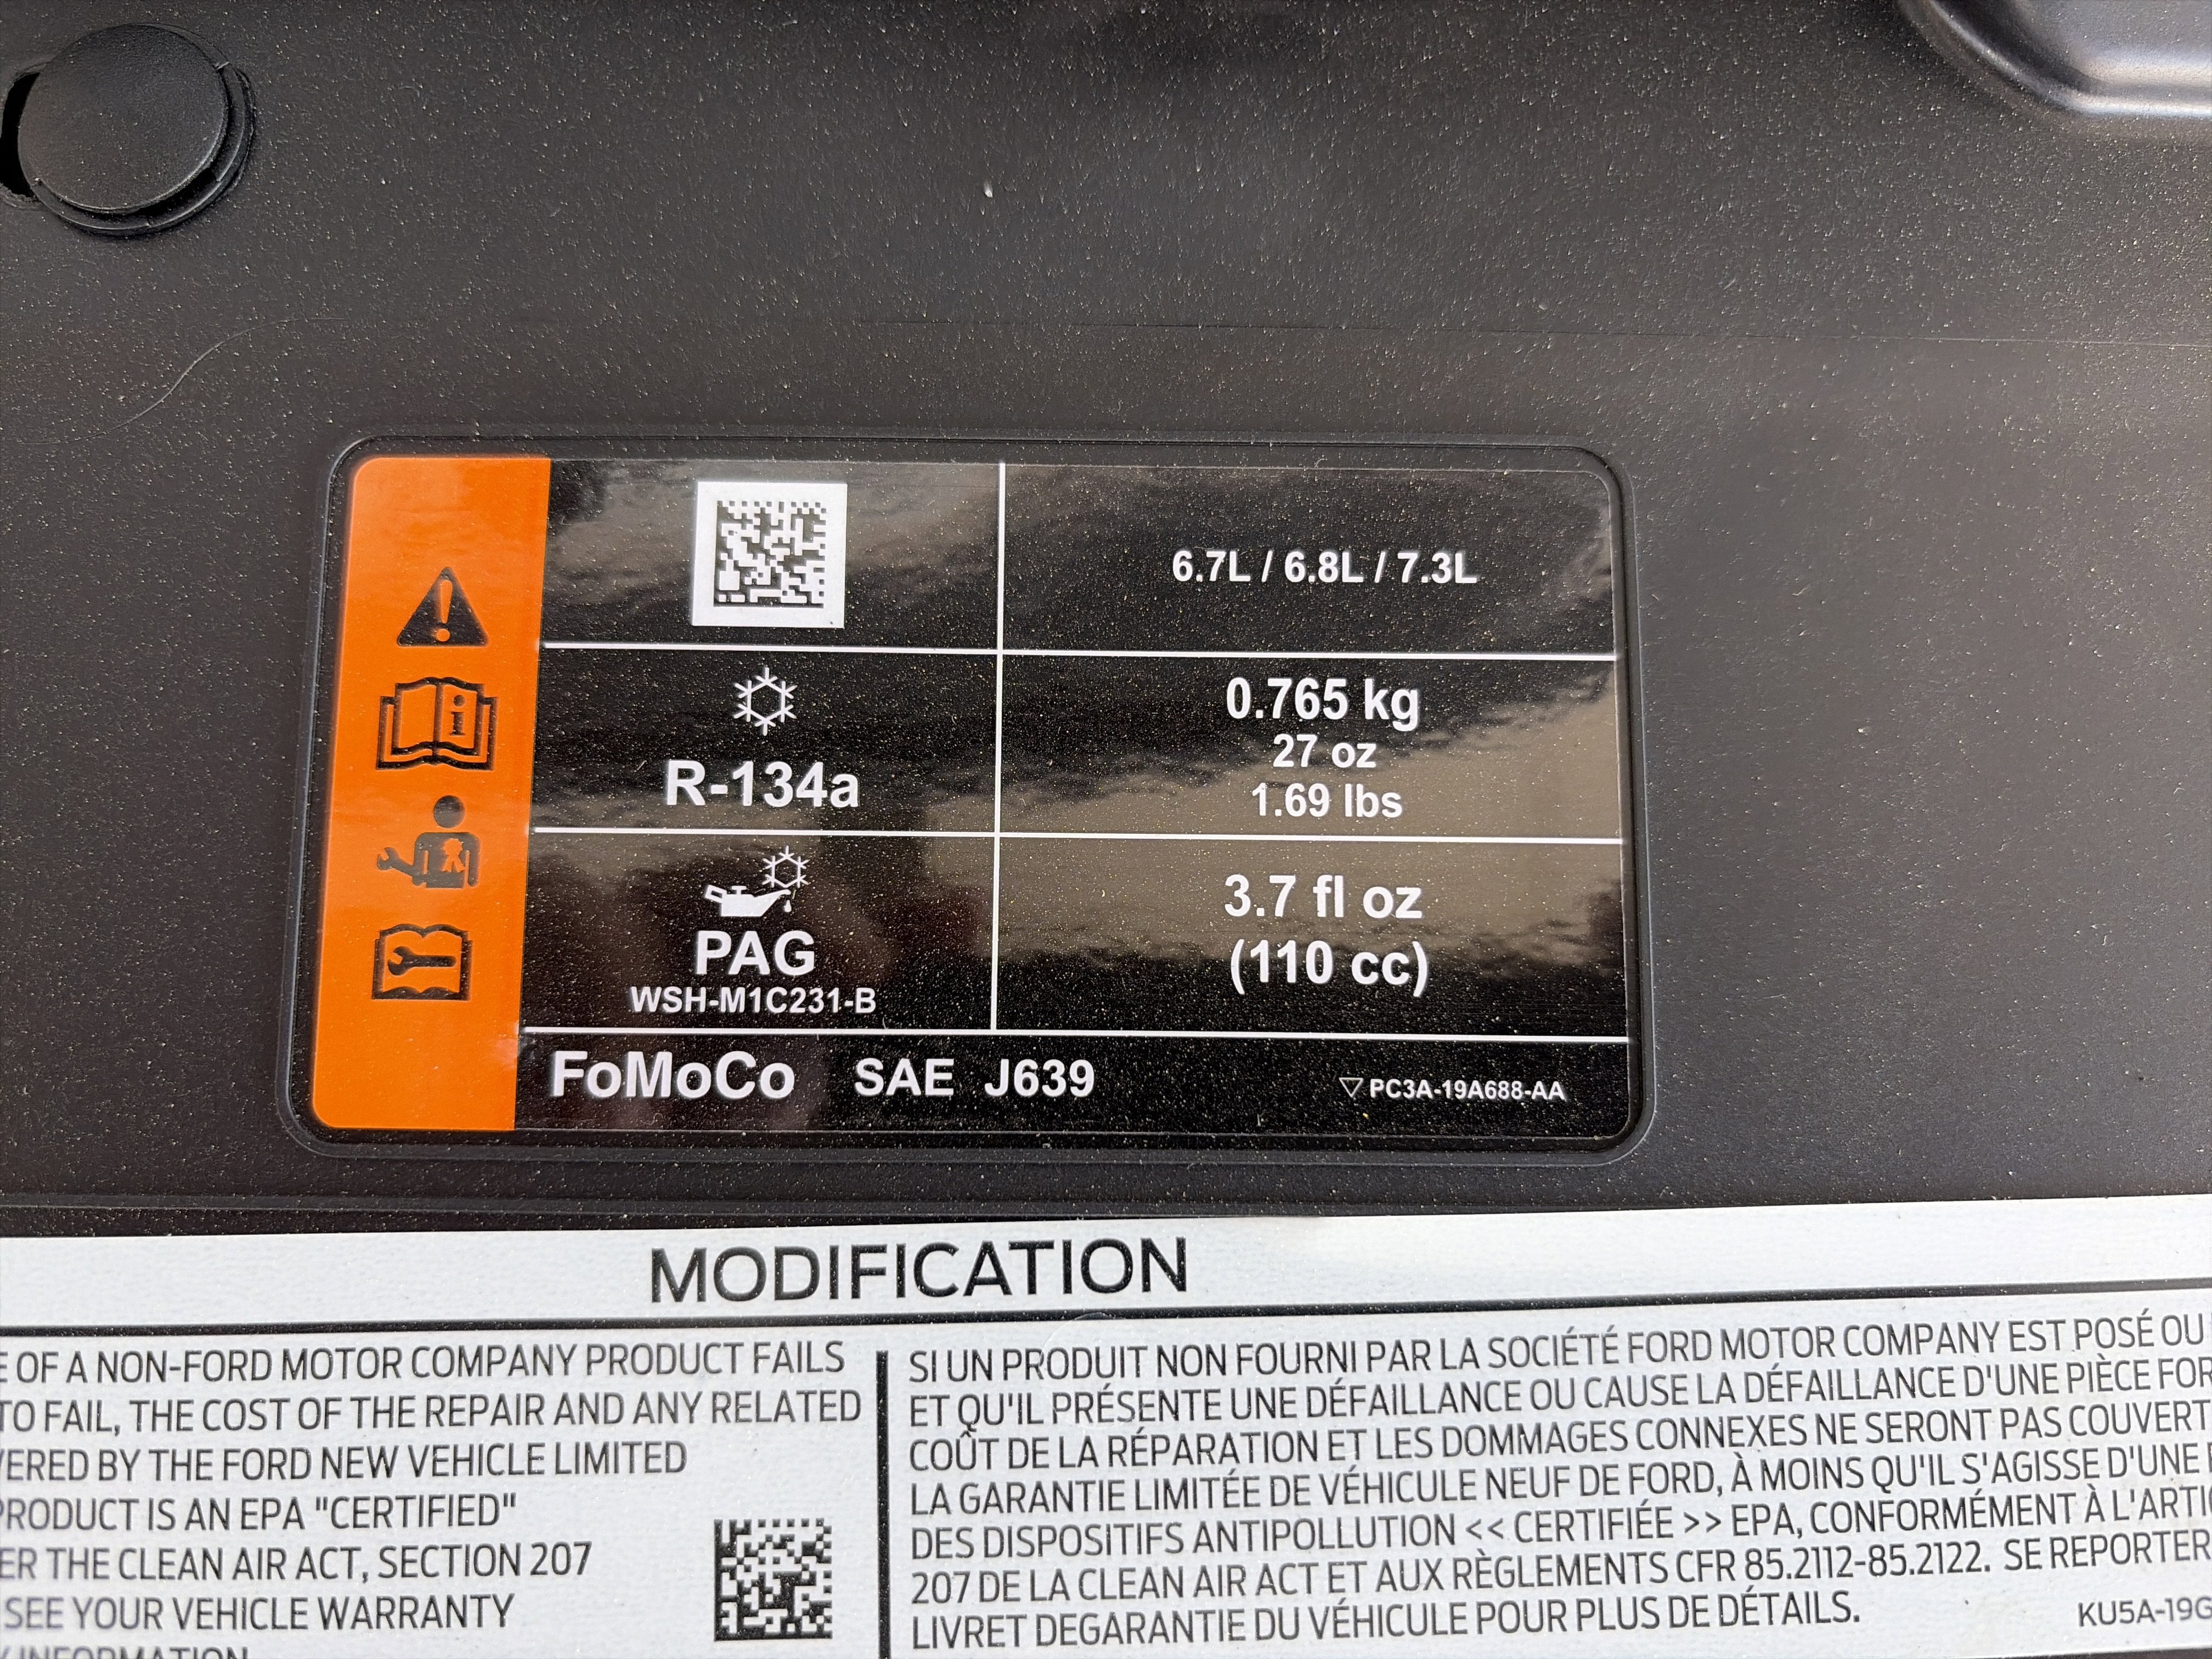 6.7L / 6.8L / 7.3L
R-134a
0.765 kg
27 oz
1.69 lbs
PAG
WSH-M1C231-B
3.7 fl oz
(110 cc)
FoMoCo SAE J639 PC3A-19A688-AA
MODIFICATION
OF A NON-FORD MOTOR COMPANY PRODUCT FAILS
TO FAIL, THE COST OF THE REPAIR AND ANY RELATED
VERED BY THE FORD NEW VEHICLE LIMITED
PRODUCT IS AN EPA "CERTIFIED"
ER THE CLEAN AIR ACT, SECTION 207
SEE YOUR VEHICLE WARRANTY
INFORMATION
SI UN PRODUIT NON FOURNI PAR LA SOCIÉTÉ FORD MOTOR COMPANY EST POSÉ OU
ET QU'IL PRÉSENTE UNE DÉFAILLANCE OU CAUSE LA DÉFAILLANCE D'UNE PIÈCE FOR
COÛT DE LA RÉPARATION ET LES DOMMAGES CONNEXES NE SERONT PAS COUVERT
LA GARANTIE LIMITÉE DE VÉHICULE NEUF DE FORD, À MOINS QU'IL S'AGISSE D'UNE
DES DISPOSITIFS ANTIPOLLUTION << CERTIFIÉE >> EPA, CONFORMÉMENT À L'ARTI
207 DE LA CLEAN AIR ACT ET AUX RÈGLEMENTS CFR 85.2112-85.2122. SE REPORTER
LIVRET DEGARANTIE DU VÉHICULE POUR PLUS DE DÉTAILS.
KU5A-19G